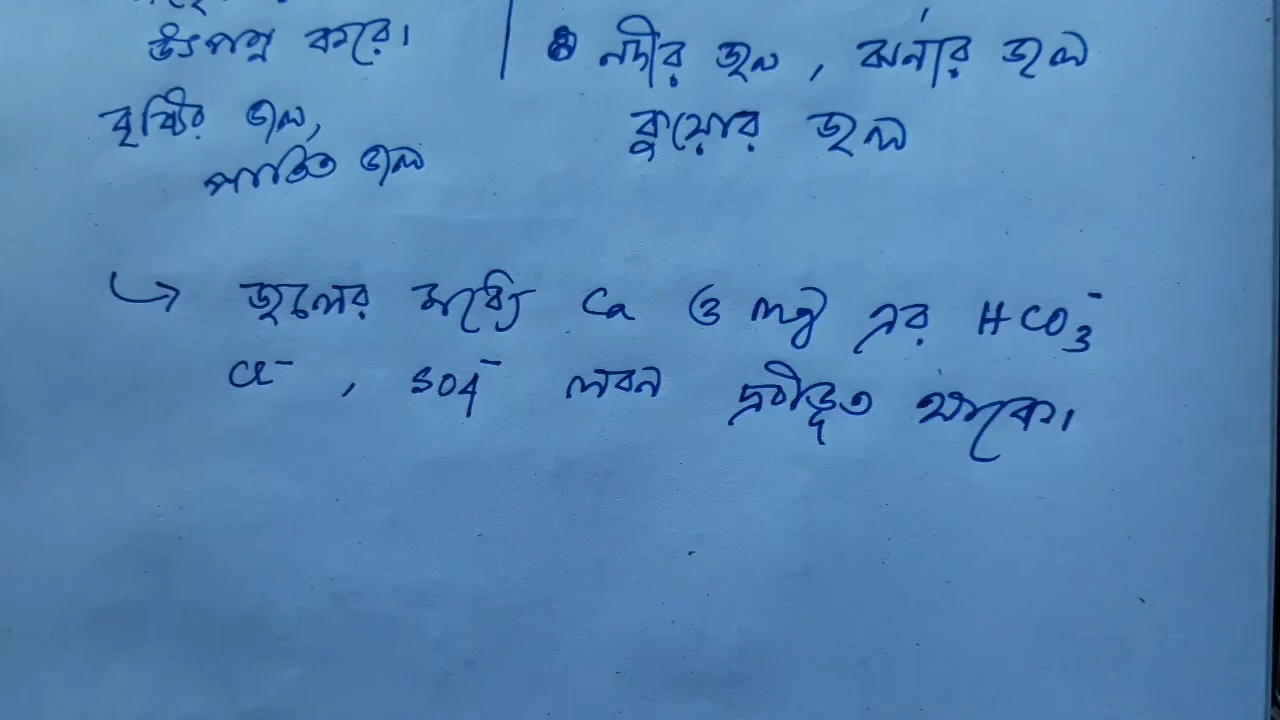 উৎপন্ন করে।
বৃষ্টির জল,
পাতিত জল
নদীর জল, ঝর্নার জল
কুয়োর জল
↳ জলের মধ্যে Ca ও Mg এর HCO₃⁻
Cl⁻, SO₄⁻ লবন দ্রবীভূত থাকে।